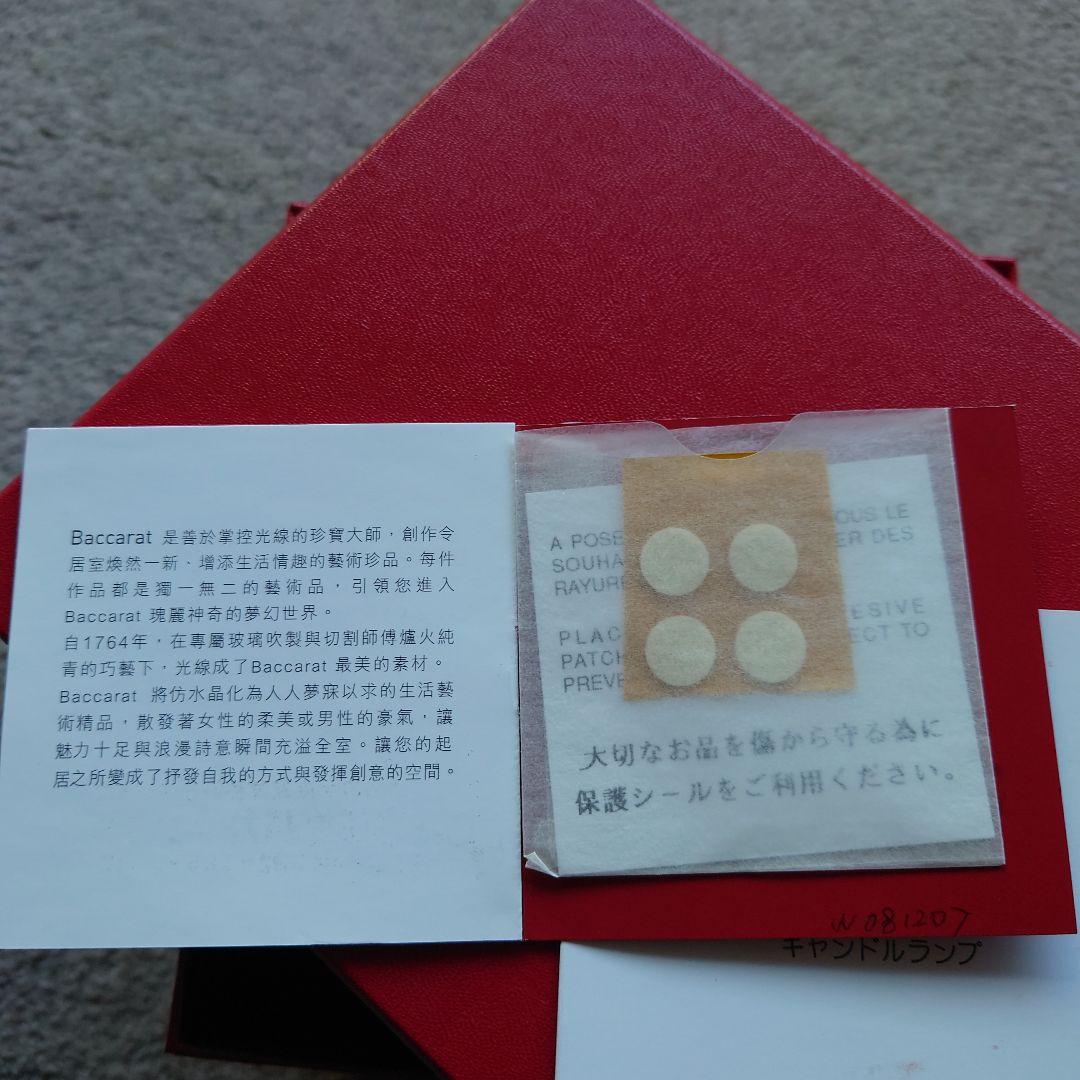 Baccarat 是善於掌控光線的珍寶大師，創作令
居室煥然一新、增添生活情趣的藝術珍品。每件
作品都是獨一無二的藝術品，引領您進入
Baccarat 瑰麗神奇的夢幻世界。
自1764年，在專屬玻璃吹製與切割師傅爐火純
青的巧藝下，光線成了Baccarat 最美的素材。
Baccarat 將仿水晶化為人人夢寐以求的生活藝
術精品，散發著女性的柔美或男性的豪氣，讓
魅力十足與浪漫詩意瞬間充溢全室。讓您的起
居之所變成了抒發自我的方式與發揮創意的空間。
A POSE OUS LE
SOUHA ER DES
RAYURE
PLAC ESIVE
PATCH ECT TO
PREVE
大切なお品を傷から守る為に
保護シールをご利用ください。
キャンドルランプ